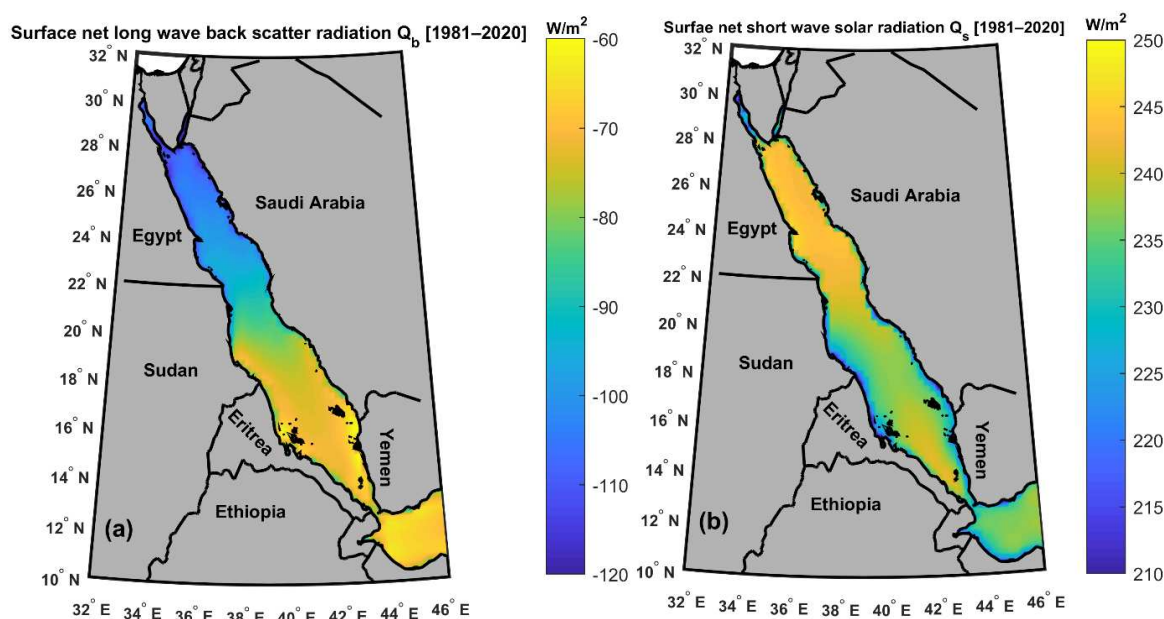 Surface net long wave back scatter radiation Qb [1981–2020]
W/m2
32° N
30° N
28° N
26° N
24° N
22° N
20° N
18° N
16° N
14° N
12° N
10° N
32° E 34° E 36° E 38° E 40° E 42° E 44° E 46° E
Saudi Arabia
Egypt
Sudan
Eritrea
Yemen
Ethiopia
(a)
-60
-70
-80
-90
-100
-110
-120
Surfae net short wave solar radiation Qs [1981–2020]
W/m2
32° N
30° N
28° N
26° N
24° N
22° N
20° N
18° N
16° N
14° N
12° N
10° N
32° E 34° E 36° E 38° E 40° E 42° E 44° E 46° E
Saudi Arabia
Egypt
Sudan
Eritrea
Yemen
Ethiopia
(b)
250
245
240
235
230
225
220
215
210